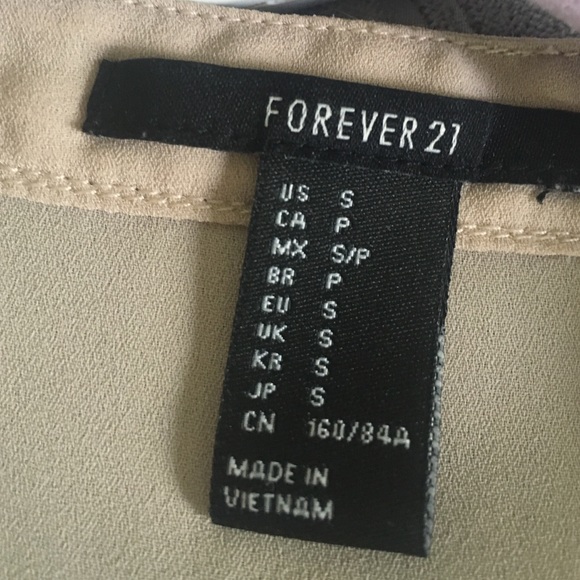 FOREVER 21
US S
CA P
MX S/P
BR P
EU S
UK S
KR S
JP S
CN 160/84A
MADE IN
VIETNAM